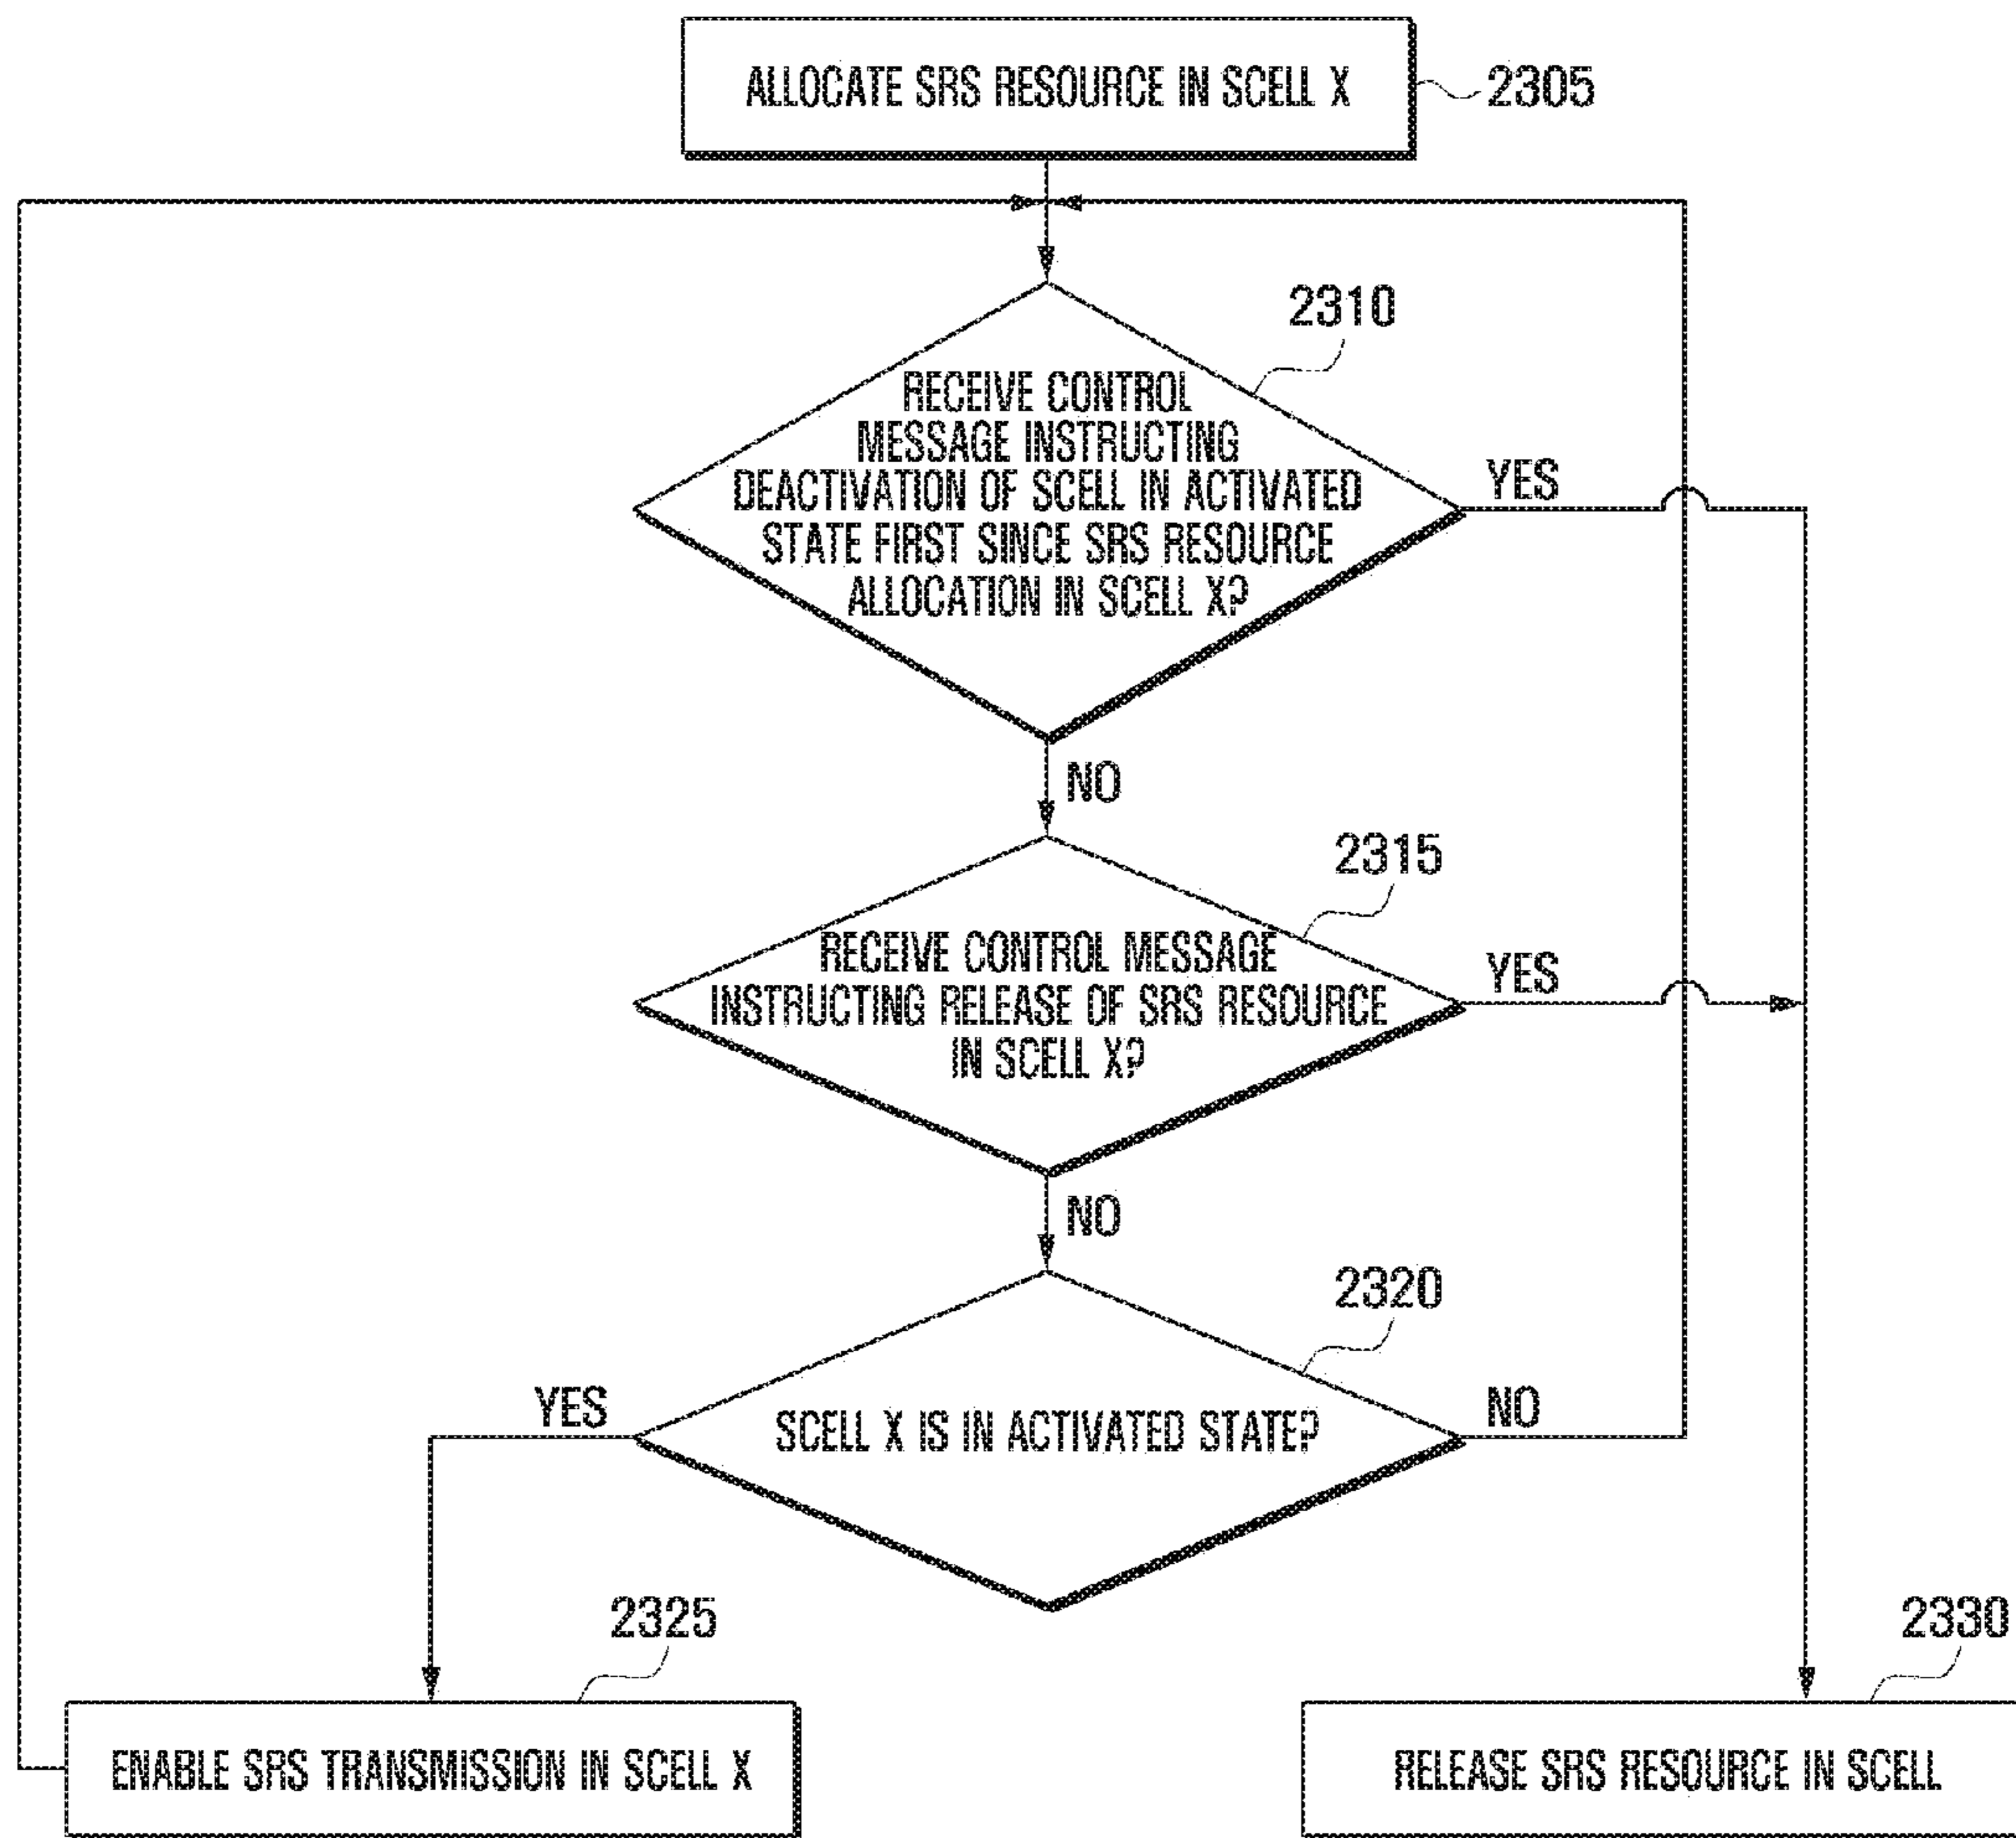 ALLOCATE SRS RESOURCE IN SCELL X
2305
2310
RECEIVE CONTROL
MESSAGE INSTRUCTING
DEACTIVATION OF SCELL IN ACTIVATED
STATE FIRST SINCE SRS RESOURCE
ALLOCATION IN SCELL X?
YES
NO
2315
RECEIVE CONTROL MESSAGE
INSTRUCTING RELEASE OF SRS RESOURCE
IN SCELL X?
YES
NO
2320
YES
SCELL X IS IN ACTIVATED STATE?
NO
2325
2330
ENABLE SRS TRANSMISSION IN SCELL X
RELEASE SRS RESOURCE IN SCELL